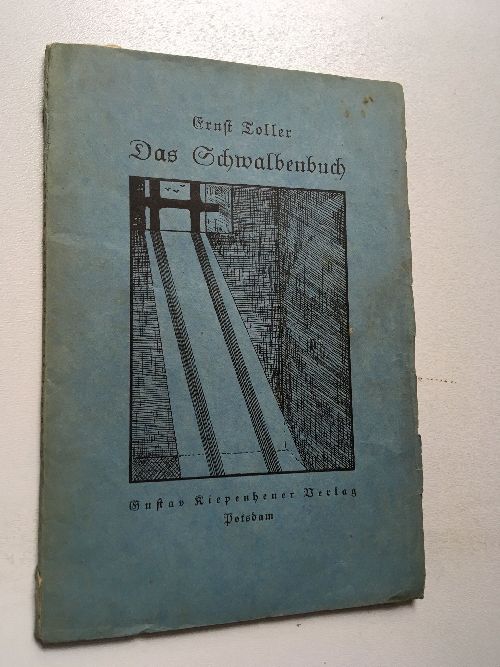 Ernst Toller
Das Schwalbenbuch
Gustav Kiepenheuer Verlag
Potsdam